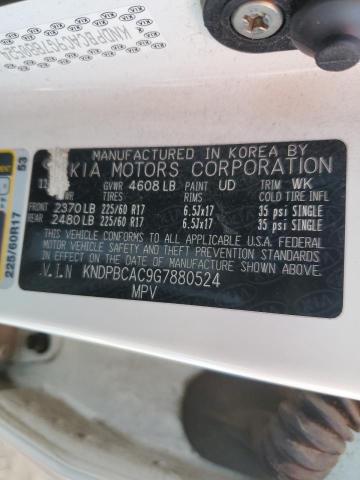 KNDPBCAC9G7880524
53
225/60R17
MANUFACTURED IN KOREA BY
KIA MOTORS CORPORATION
GVWR 4608 LB PAINT UD TRIM WK
TIRES RIMS COLD TIRE INFL
FRONT 2370 LB 225/60 R17 6.5Jx17 35 psi SINGLE
REAR 2480 LB 225/60 R17 6.5Jx17 35 psi SINGLE
THIS VEHICLE CONFORMS TO ALL APPLICABLE U.S.A. FEDERAL
MOTOR VEHICLE SAFETY AND THEFT PREVENTION STANDARDS
IN EFFECT ON THE DATE OF MANUFACTURE SHOWN ABOVE.
V.I.N KNDPBCAC9G7880524
MPV